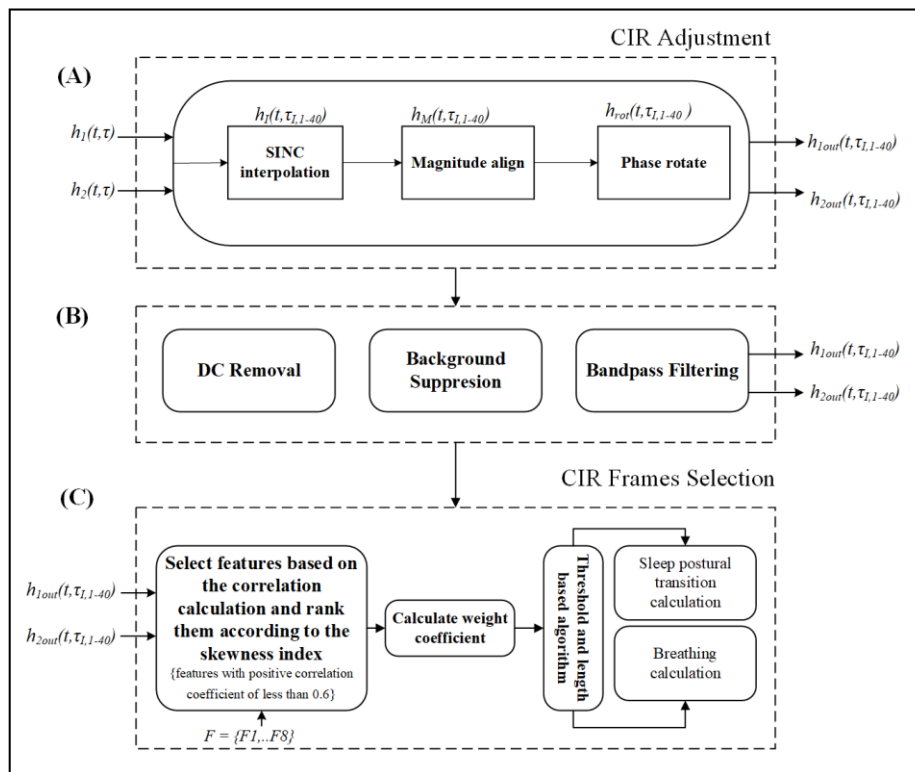 CIR Adjustment
(A)
h1(t,τ)
h2(t,τ)
hI(t,τI,1-40)
hM(t,τI,1-40)
hrot(t,τI,1-40 )
SINC
interpolation
Magnitude align
Phase rotate
h1out(t,τI,1-40)
h2out(t,τI,1-40)
(B)
DC Removal
Background
Suppresion
Bandpass Filtering
h1out(t,τI,1-40)
h2out(t,τI,1-40)
CIR Frames Selection
(C)
h1out(t,τI,1-40)
h2out(t,τI,1-40)
Select features based on
the correlation
calculation and rank
them according to the
skewness index
{features with positive correlation
coefficient of less than 0.6}
F = {F1,..F8}
Calculate weight
coefficient
Threshold and length
based algorithm
Sleep postural
transition
calculation
Breathing
calculation